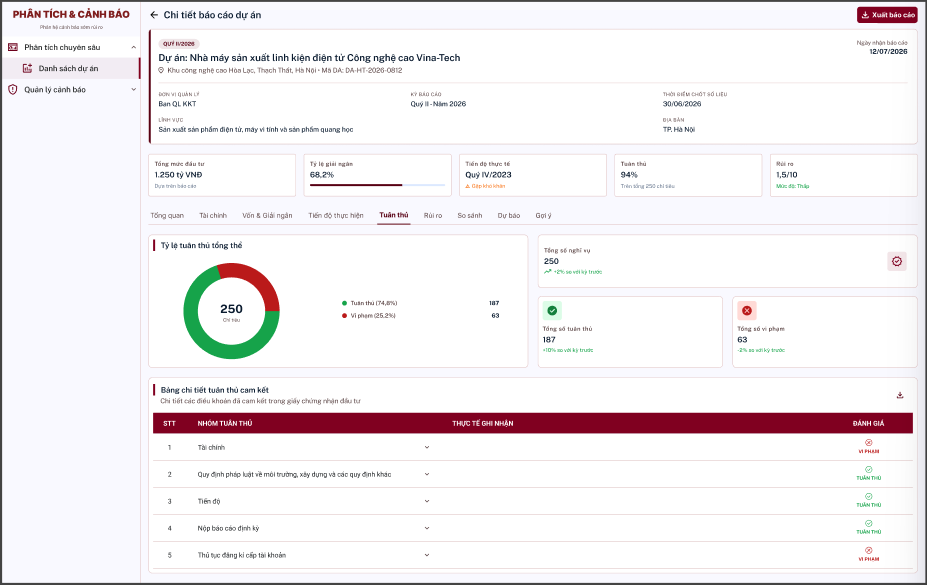 PHÂN TÍCH & CẢNH BÁO
Phân hệ cảnh báo sớm rủi ro
Phân tích chuyên sâu
Danh sách dự án
Quản lý cảnh báo
Chi tiết báo cáo dự án
Xuất báo cáo
QUÝ II/2026
Ngày nhận báo cáo
12/07/2026
Dự án: Nhà máy sản xuất linh kiện điện tử Công nghệ cao Vina-Tech
Khu công nghệ cao Hòa Lạc, Thạch Thất, Hà Nội • Mã DA: DA-HT-2026-0812
ĐƠN VỊ QUẢN LÝ
Ban QL KKT
KỲ BÁO CÁO
Quý II - Năm 2026
THỜI ĐIỂM CHỐT SỐ LIỆU
30/06/2026
LĨNH VỰC
Sản xuất sản phẩm điện tử, máy vi tính và sản phẩm quang học
ĐỊA BÀN
TP. Hà Nội
Tổng mức đầu tư
1.250 tỷ VNĐ
Dựa trên báo cáo
Tỷ lệ giải ngân
68,2%
Tiến độ thực tế
Quý IV/2023
Gặp khó khăn
Tuân thủ
94%
Trên tổng 250 chỉ tiêu
Rủi ro
1,5/10
Mức độ: Thấp
Tổng quan
Tài chính
Vốn & Giải ngân
Tiến độ thực hiện
Tuân thủ
Rủi ro
So sánh
Dự báo
Gợi ý
Tỷ lệ tuân thủ tổng thể
250
Chỉ tiêu
Tuân thủ (74,8%) 187
Vi phạm (25,2%) 63
Tổng số nghĩ vụ
250
+2% so với kỳ trước
Tổng số tuân thủ
187
+10% so với kỳ trước
Tổng số vi phạm
63
-2% so với kỳ trước
Bảng chi tiết tuân thủ cam kết
Chi tiết các điều khoản đã cam kết trong giấy chứng nhận đầu tư
STT NHÓM TUÂN THỦ THỰC TẾ GHI NHẬN ĐÁNH GIÁ
1 Tài chính VI PHẠM
2 Quy định pháp luật về môi trường, xây dựng và các quy định khác TUÂN THỦ
3 Tiến độ TUÂN THỦ
4 Nộp báo cáo định kỳ TUÂN THỦ
5 Thủ tục đăng kí cấp tài khoản VI PHẠM